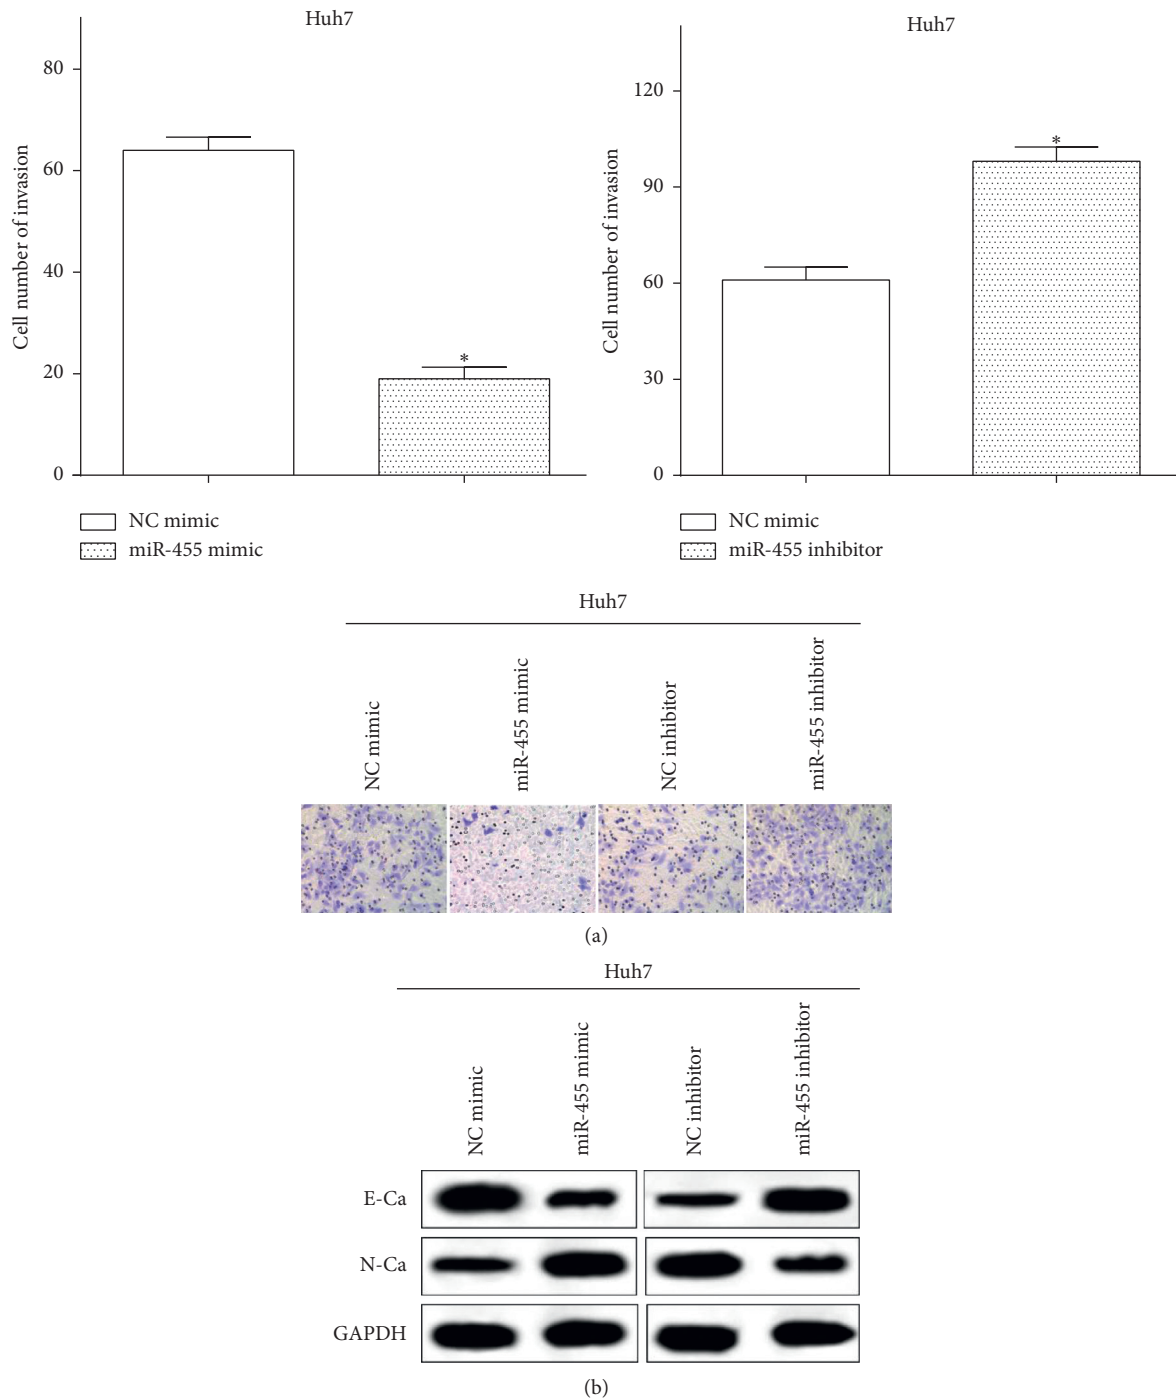 Huh7
80
60
40
20
0
Cell number of invasion
*
NC mimic
miR-455 mimic
Huh7
120
90
60
30
0
Cell number of invasion
*
NC mimic
miR-455 inhibitor
Huh7
NC mimic
miR-455 mimic
NC inhibitor
miR-455 inhibitor
(a)
Huh7
NC mimic
miR-455 mimic
NC inhibitor
miR-455 inhibitor
E-Ca
N-Ca
GAPDH
(b)